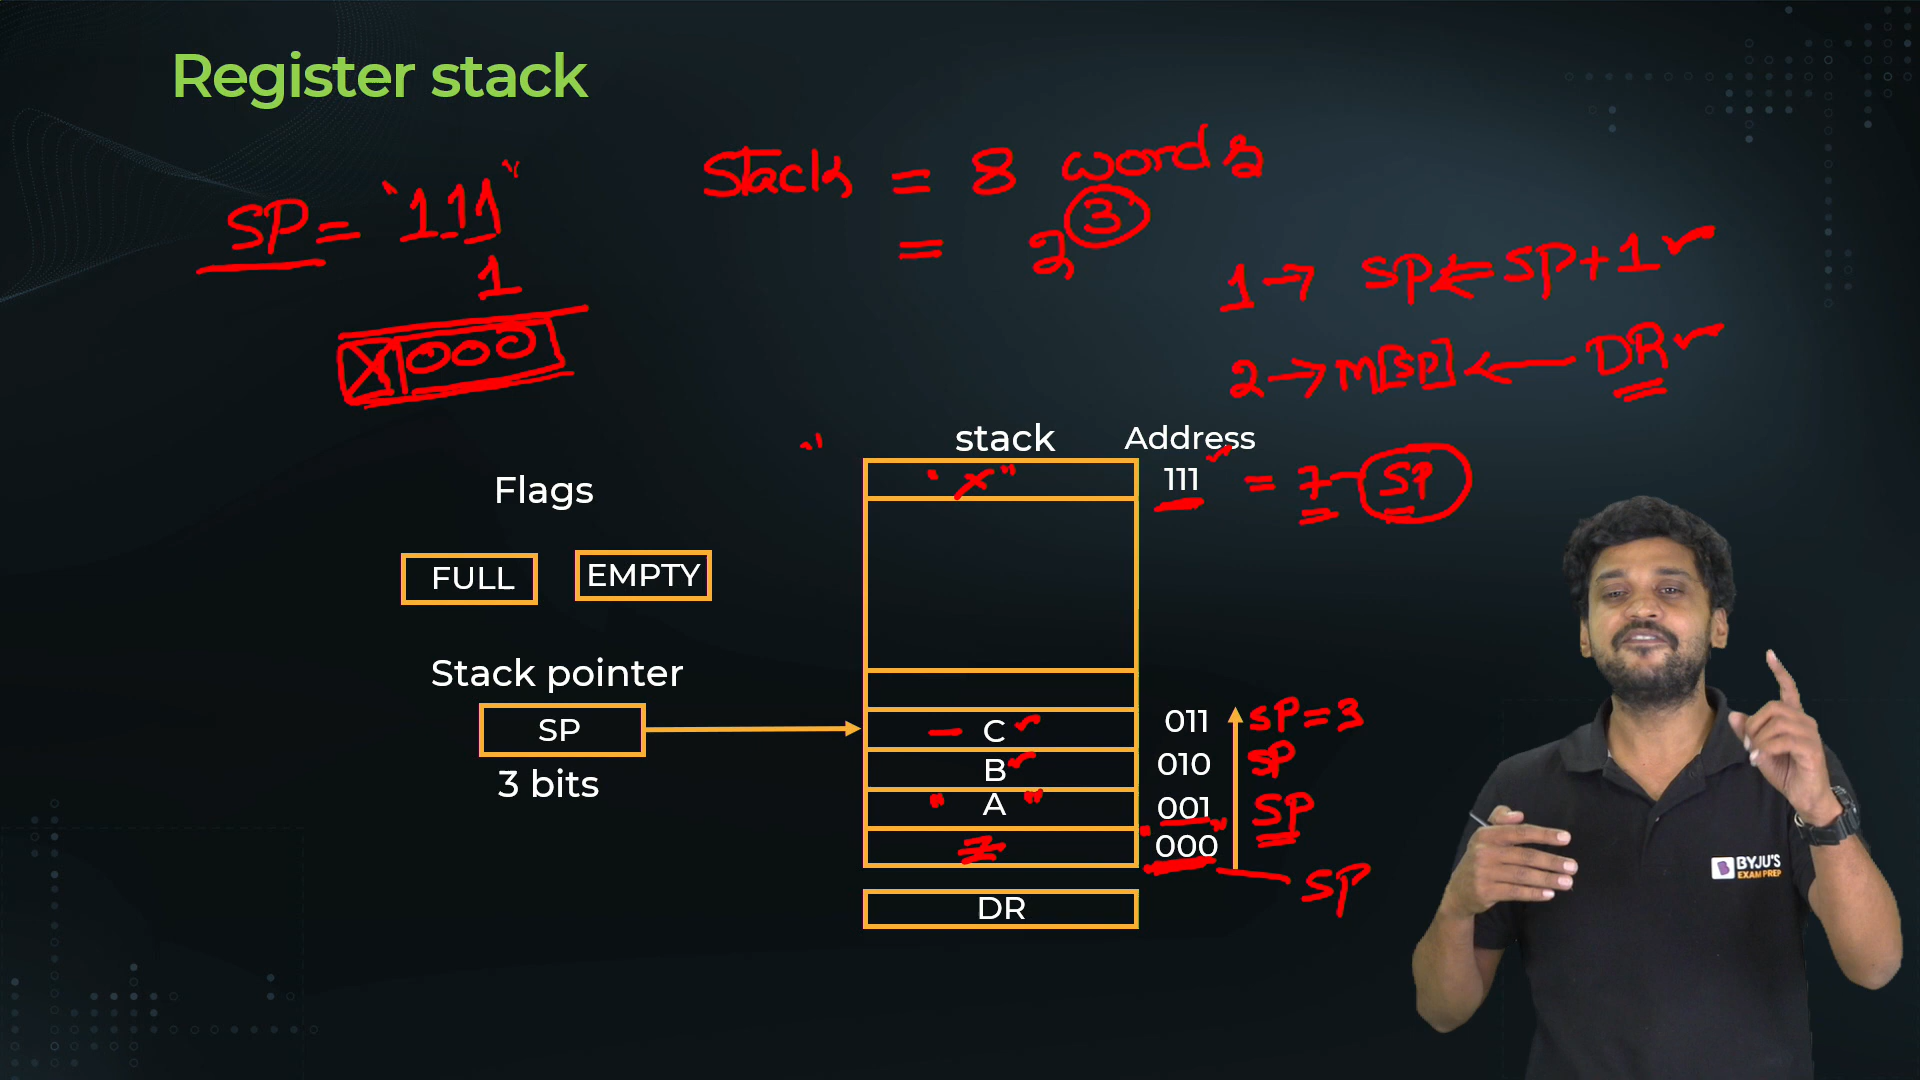 Register stack
SP = "111"
1
X000
Stack = 8 words
= 2^3
1 → SP ⇐ SP + 1 ✓
2 → M[SP] ← DR ✓
stack
Address
"X"
111 = 7 - SP
Flags
FULL
EMPTY
Stack pointer
SP
3 bits
- C ✓ 011 SP = 3
B ✓ 010 SP
" A " 001 SP
Z "000" SP
DR
BYJU'S
EXAM PREP